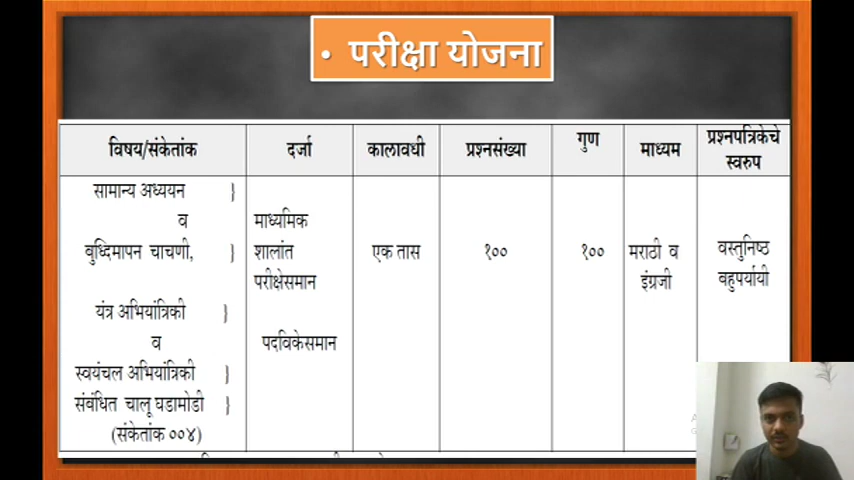 • परीक्षा योजना
विषय/संकेतांक दर्जा कालावधी प्रश्नसंख्या गुण माध्यम प्रश्नपत्रिकेचे स्वरुप
सामान्य अध्ययन }
व माध्यमिक
बुध्दिमापन चाचणी, } शालांत एक तास १०० १०० मराठी व वस्तुनिष्ठ
परीक्षेसमान इंग्रजी बहुपर्यायी
यंत्र अभियांत्रिकी }
व पदविकेसमान
स्वयंचल अभियांत्रिकी }
संबंधित चालू घडामोडी }
(संकेतांक ००४)